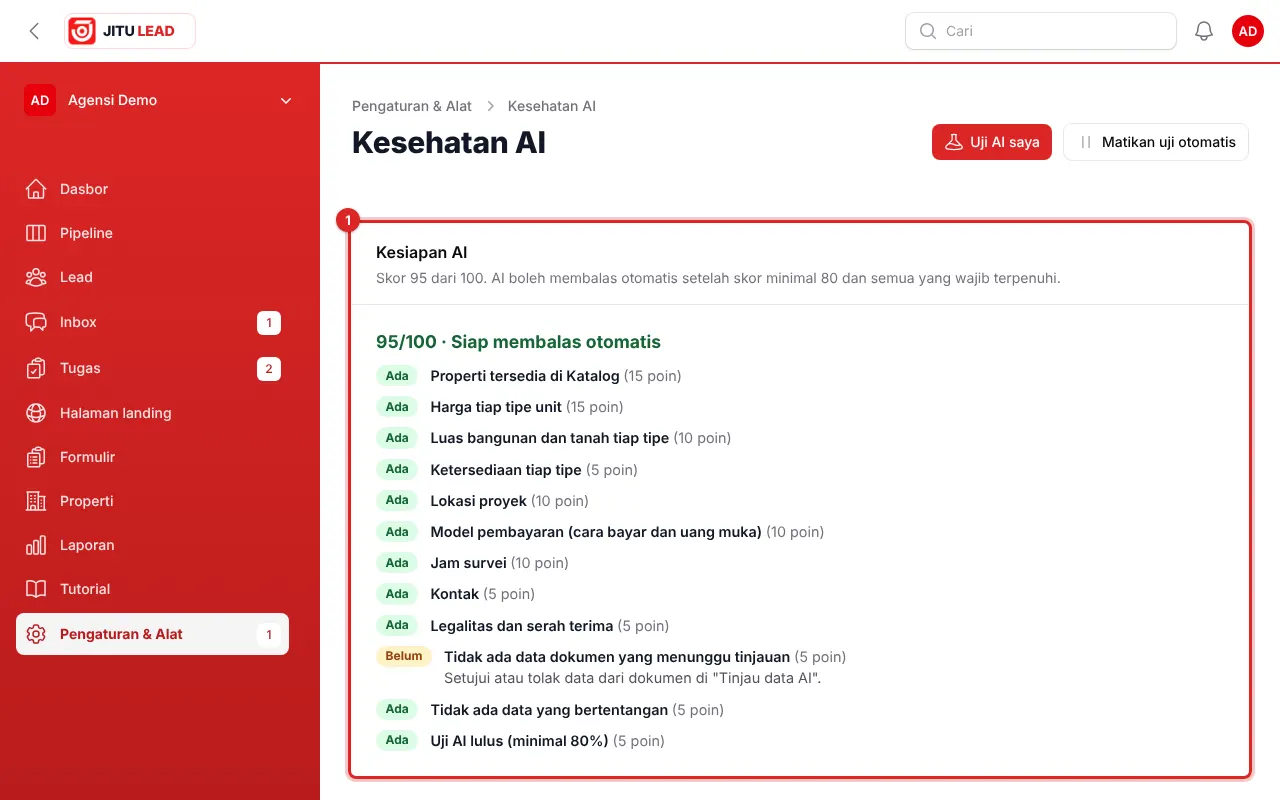 JITU LEAD
Cari
AD
AD
Agensi Demo
Dasbor
Pipeline
Lead
Inbox
1
Tugas
2
Halaman landing
Formulir
Properti
Laporan
Tutorial
Pengaturan & Alat
1
Pengaturan & Alat
Kesehatan AI
Kesehatan AI
Uji AI saya
Matikan uji otomatis
1
Kesiapan AI
Skor 95 dari 100. AI boleh membalas otomatis setelah skor minimal 80 dan semua yang wajib terpenuhi.
95/100 · Siap membalas otomatis
Ada Properti tersedia di Katalog (15 poin)
Ada Harga tiap tipe unit (15 poin)
Ada Luas bangunan dan tanah tiap tipe (10 poin)
Ada Ketersediaan tiap tipe (5 poin)
Ada Lokasi proyek (10 poin)
Ada Model pembayaran (cara bayar dan uang muka) (10 poin)
Ada Jam survei (10 poin)
Ada Kontak (5 poin)
Ada Legalitas dan serah terima (5 poin)
Belum Tidak ada data dokumen yang menunggu tinjauan (5 poin)
Setujui atau tolak data dari dokumen di "Tinjau data AI".
Ada Tidak ada data yang bertentangan (5 poin)
Ada Uji AI lulus (minimal 80%) (5 poin)